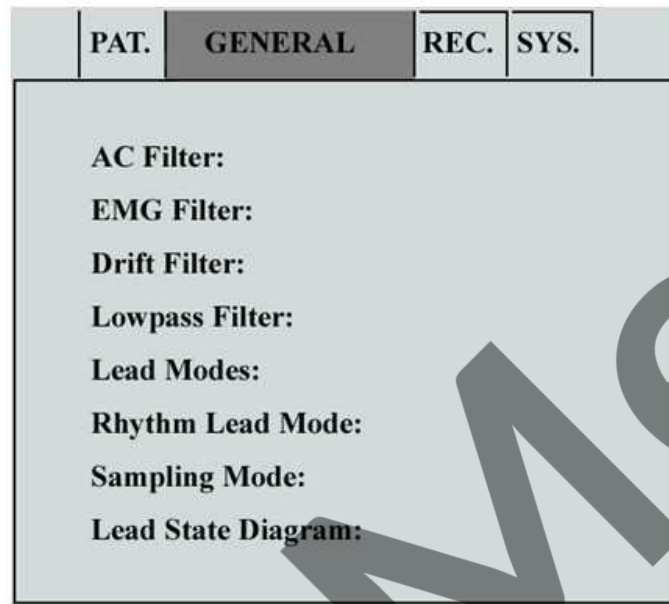 PAT. GENERAL REC. SYS.
AC Filter:
EMG Filter:
Drift Filter:
Lowpass Filter:
Lead Modes:
Rhythm Lead Mode:
Sampling Mode:
Lead State Diagram: